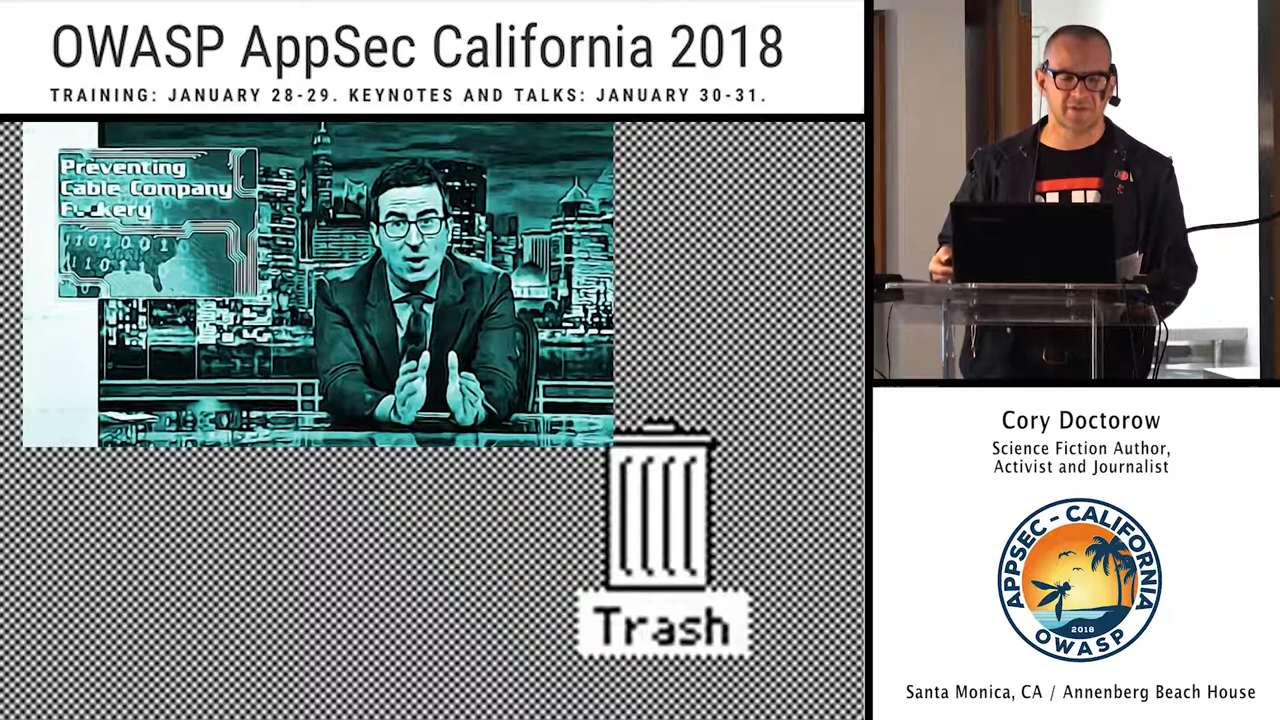 OWASP AppSec California 2018
TRAINING: JANUARY 28-29. KEYNOTES AND TALKS: JANUARY 30-31.
Preventing
Cable Company
F...kery
Trash
Cory Doctorow
Science Fiction Author,
Activist and Journalist
APPSEC - CALIFORNIA
2018
OWASP
Santa Monica, CA / Annenberg Beach House